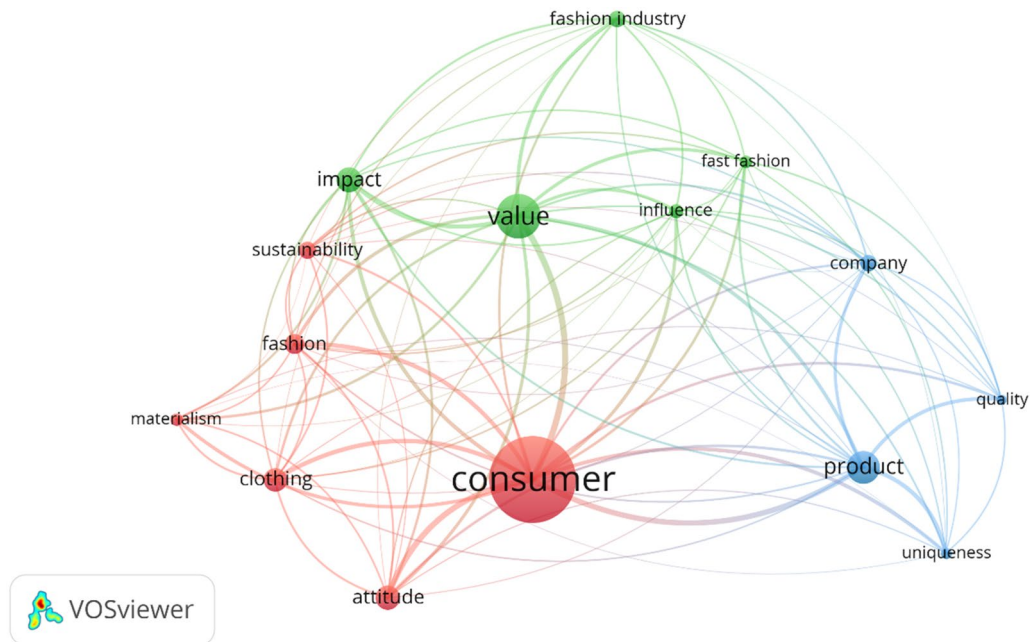 fashion industry
fast fashion
impact
value
influence
sustainability
company
fashion
quality
materialism
product
clothing
consumer
uniqueness
attitude
VOSviewer